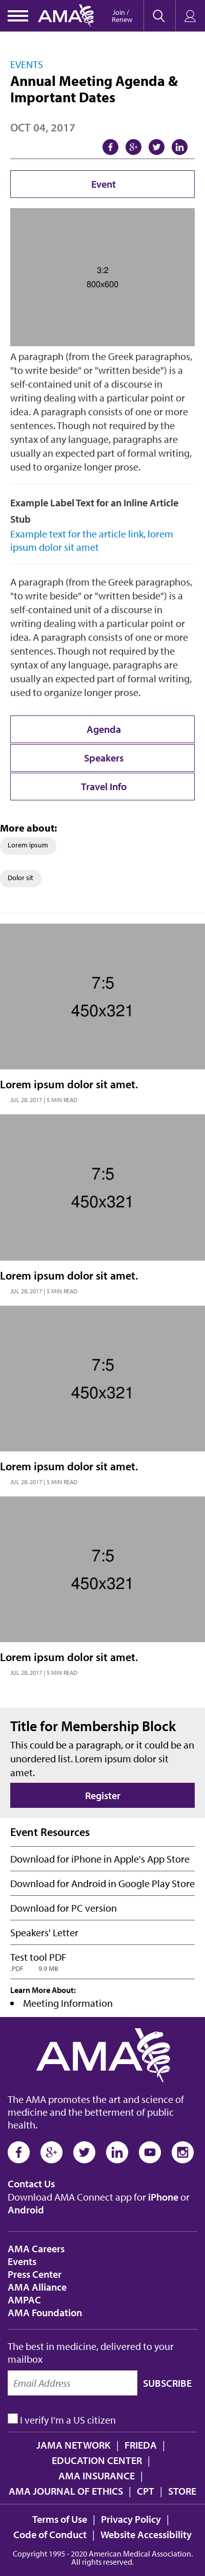 AMA
Join /
Renew
EVENTS
Annual Meeting Agenda &
Important Dates
OCT 04, 2017
Event
3:2
800x600
A paragraph (from the Greek paragraphos,
"to write beside" or "written beside") is a
self-contained unit of a discourse in
writing dealing with a particular point or
idea. A paragraph consists of one or more
sentences. Though not required by the
syntax of any language, paragraphs are
usually an expected part of formal writing,
used to organize longer prose.
Example Label Text for an Inline Article
Stub
Example text for the article link, lorem
ipsum dolor sit amet
A paragraph (from the Greek paragraphos,
"to write beside" or "written beside") is a
self-contained unit of a discourse in
writing dealing with a particular point or
idea. A paragraph consists of one or more
sentences. Though not required by the
syntax of any language, paragraphs are
usually an expected part of formal writing,
used to organize longer prose.
Agenda
Speakers
Travel Info
More about:
Lorem ipsum
Dolor sit
7:5
450x321
Lorem ipsum dolor sit amet.
JUL 28, 2017 | 5 MIN READ
7:5
450x321
Lorem ipsum dolor sit amet.
JUL 28, 2017 | 5 MIN READ
7:5
450x321
Lorem ipsum dolor sit amet.
JUL 28, 2017 | 5 MIN READ
7:5
450x321
Lorem ipsum dolor sit amet.
JUL 28, 2017 | 5 MIN READ
Title for Membership Block
This could be a paragraph, or it could be an
unordered list. Lorem ipsum dolor sit
amet.
Register
Event Resources
Download for iPhone in Apple's App Store
Download for Android in Google Play Store
Download for PC version
Speakers' Letter
Test tool PDF
.PDF 9.9 MB
Learn More About:
• Meeting Information
AMA
The AMA promotes the art and science of
medicine and the betterment of public
health.
Contact Us
Download AMA Connect app for iPhone or
Android
AMA Careers
Events
Press Center
AMA Alliance
AMPAC
AMA Foundation
The best in medicine, delivered to your
mailbox
Email Address SUBSCRIBE
I verify I'm a US citizen
JAMA NETWORK | FRIEDA |
EDUCATION CENTER |
AMA INSURANCE |
AMA JOURNAL OF ETHICS | CPT | STORE
Terms of Use | Privacy Policy |
Code of Conduct | Website Accessibility
Copyright 1995 - 2020 American Medical Association.
All rights reserved.